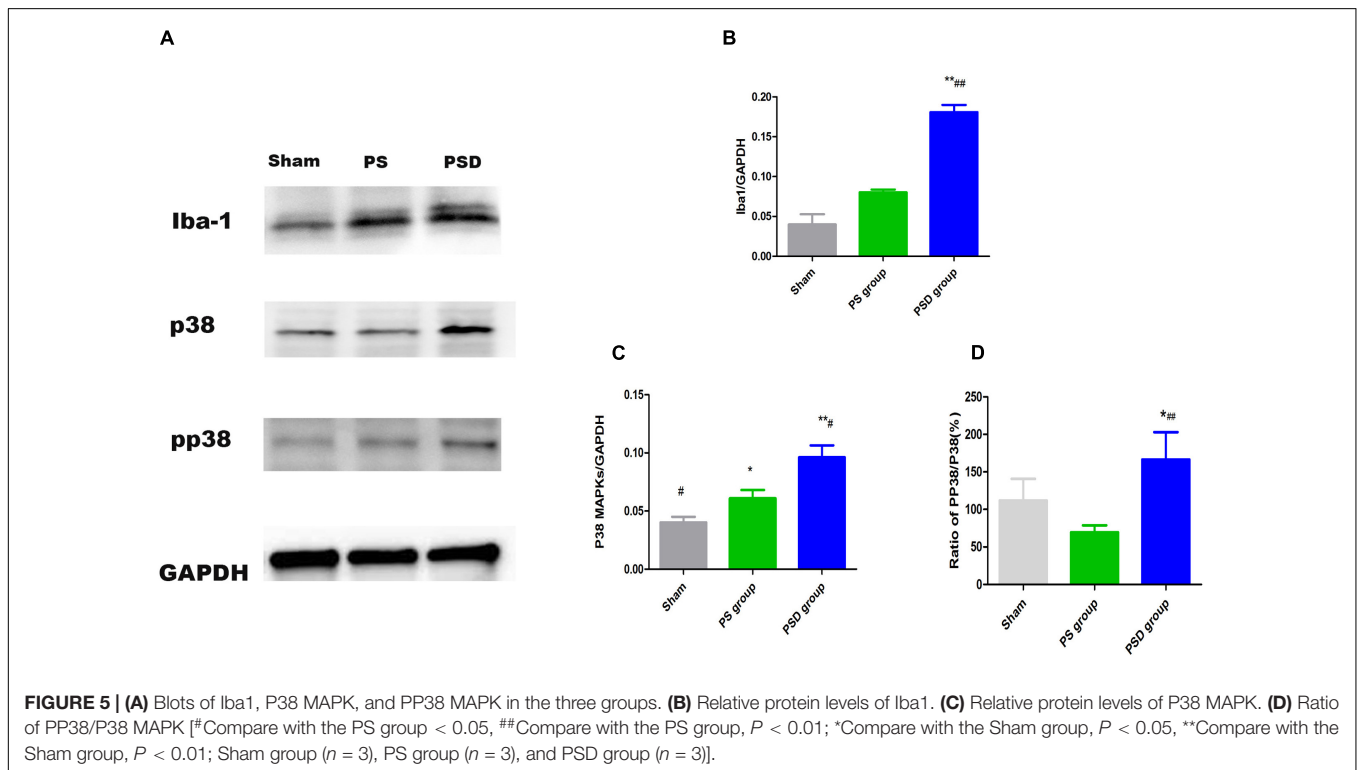 A
Sham PS PSD
Iba-1
p38
pp38
GAPDH
B
Iba1/GAPDH
0.20
0.15
0.10
0.05
0.00
**##
Sham
PS group
PSD group
C
P38 MAPKs/GAPDH
0.15
0.10
0.05
0.00
#
*
**#
Sham
PS group
PSD group
D
Ratio of PP38/P38(%)
250
200
150
100
50
0
*##
Sham
PS group
PSD group
FIGURE 5 | (A) Blots of Iba1, P38 MAPK, and PP38 MAPK in the three groups. (B) Relative protein levels of Iba1. (C) Relative protein levels of P38 MAPK. (D) Ratio
of PP38/P38 MAPK [#Compare with the PS group < 0.05, ##Compare with the PS group, P < 0.01; *Compare with the Sham group, P < 0.05, **Compare with the
Sham group, P < 0.01; Sham group (n = 3), PS group (n = 3), and PSD group (n = 3)].